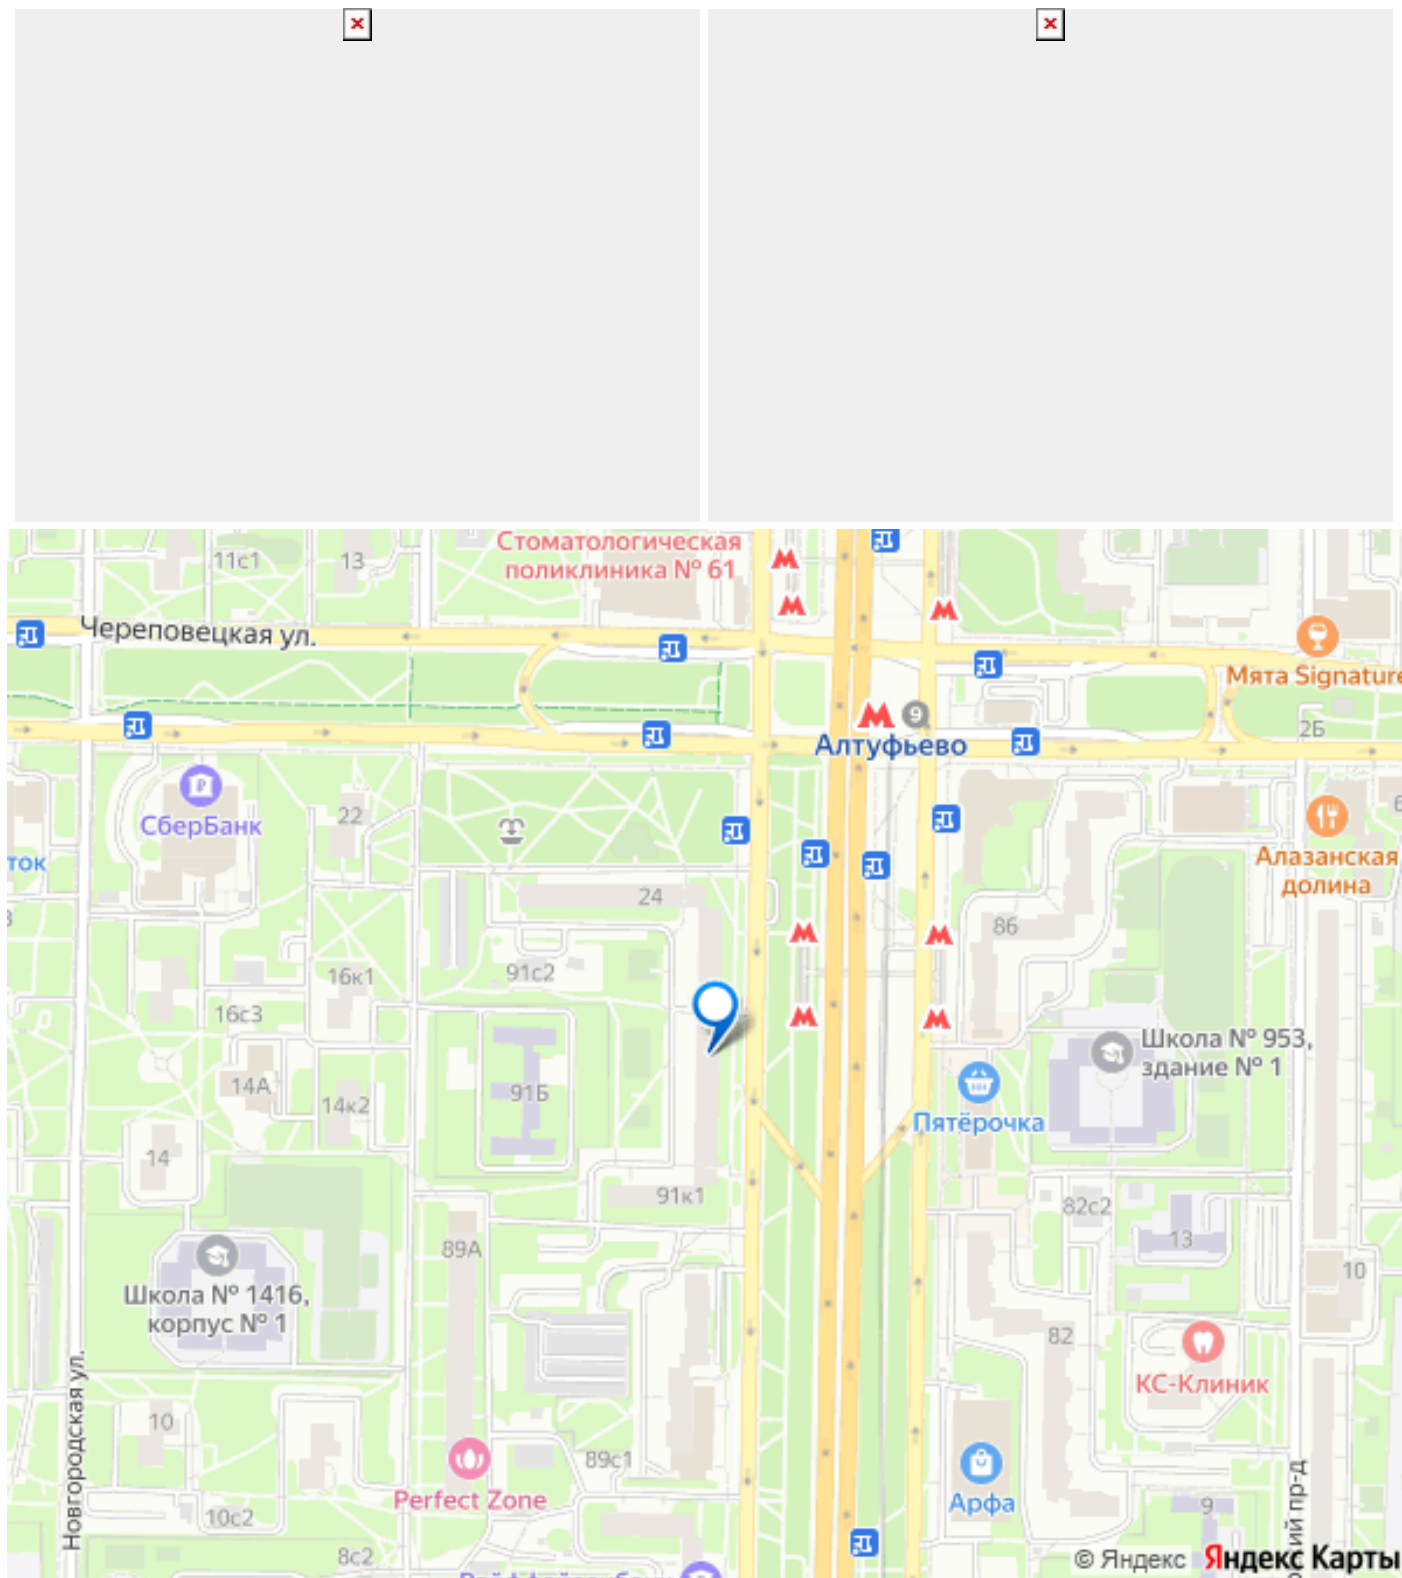 Стоматологическая
поликлиника № 61
11с1
13
Череповецкая ул.
Мята Signature
2Б
9
Алтуфьево
СберБанк
22
ток
Алазанская
долина
24
86
91с2
16к1
16с3
Школа № 953,
здание № 1
14А
91Б
14к2
Пятёрочка
14
91к1
82с2
13
89А
10
Школа № 1416,
корпус № 1
82
КС-Клиник
Новгородская ул.
10
89с1
Perfect Zone
Арфа
9
10с2
8с2
ий пр-д
© Яндекс
Яндекс Карты